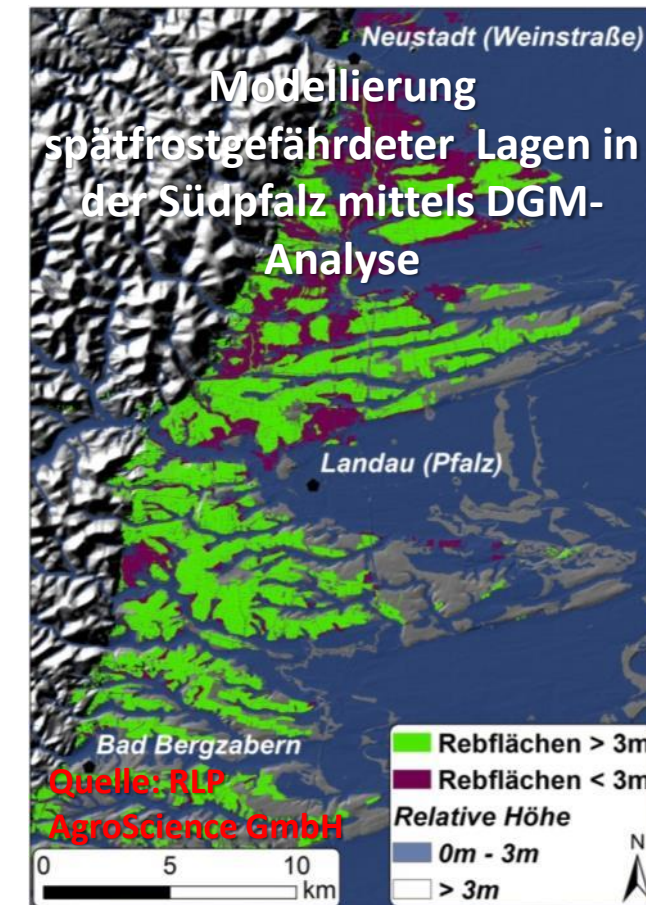 Neustadt (Weinstraße)
Modellierung
spätfrostgefährdeter Lagen in
der Südpfalz mittels DGM-
Analyse
Landau (Pfalz)
Bad Bergzabern
Quelle: RLP
AgroScience GmbH
Rebflächen > 3m
Rebflächen < 3m
Relative Höhe
0m - 3m
> 3m
N
0 5 10
km